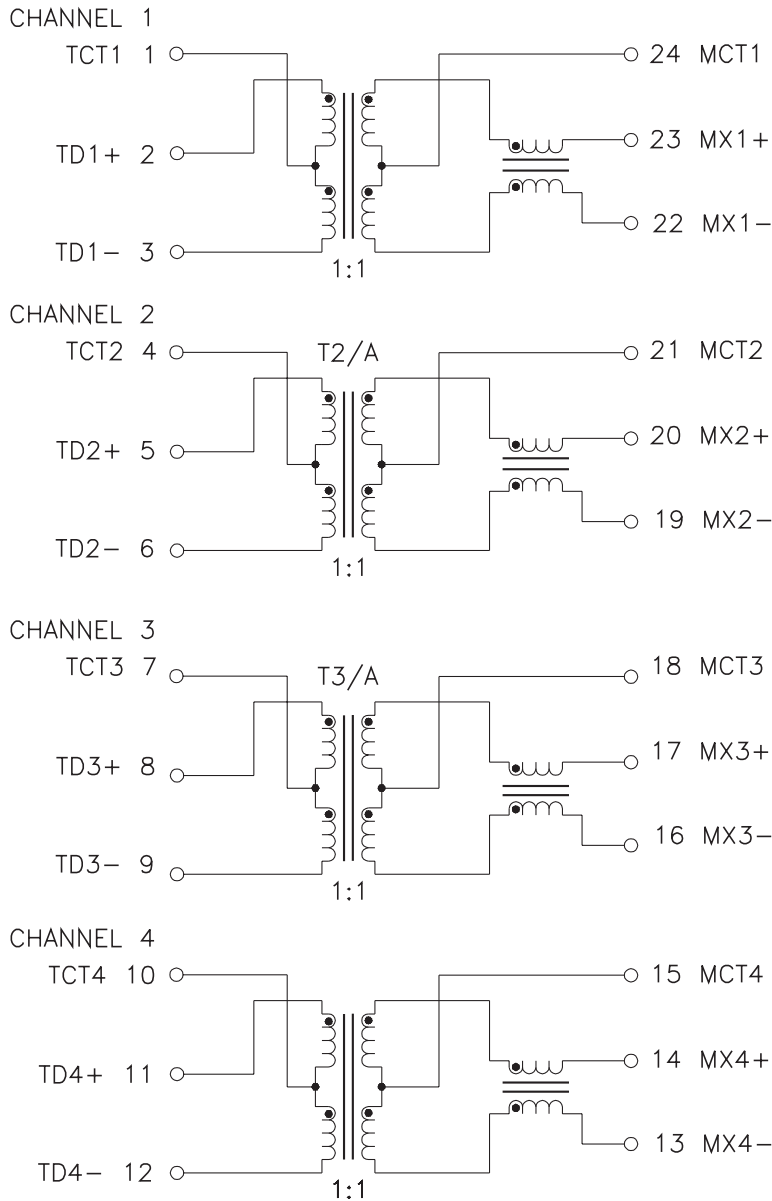 CHANNEL 1
TCT1 1
24 MCT1
TD1+ 2
23 MX1+
22 MX1-
TD1- 3
1:1
CHANNEL 2
TCT2 4
T2/A
21 MCT2
TD2+ 5
20 MX2+
19 MX2-
TD2- 6
1:1
CHANNEL 3
TCT3 7
T3/A
18 MCT3
TD3+ 8
17 MX3+
16 MX3-
TD3- 9
1:1
CHANNEL 4
TCT4 10
15 MCT4
TD4+ 11
14 MX4+
13 MX4-
TD4- 12
1:1